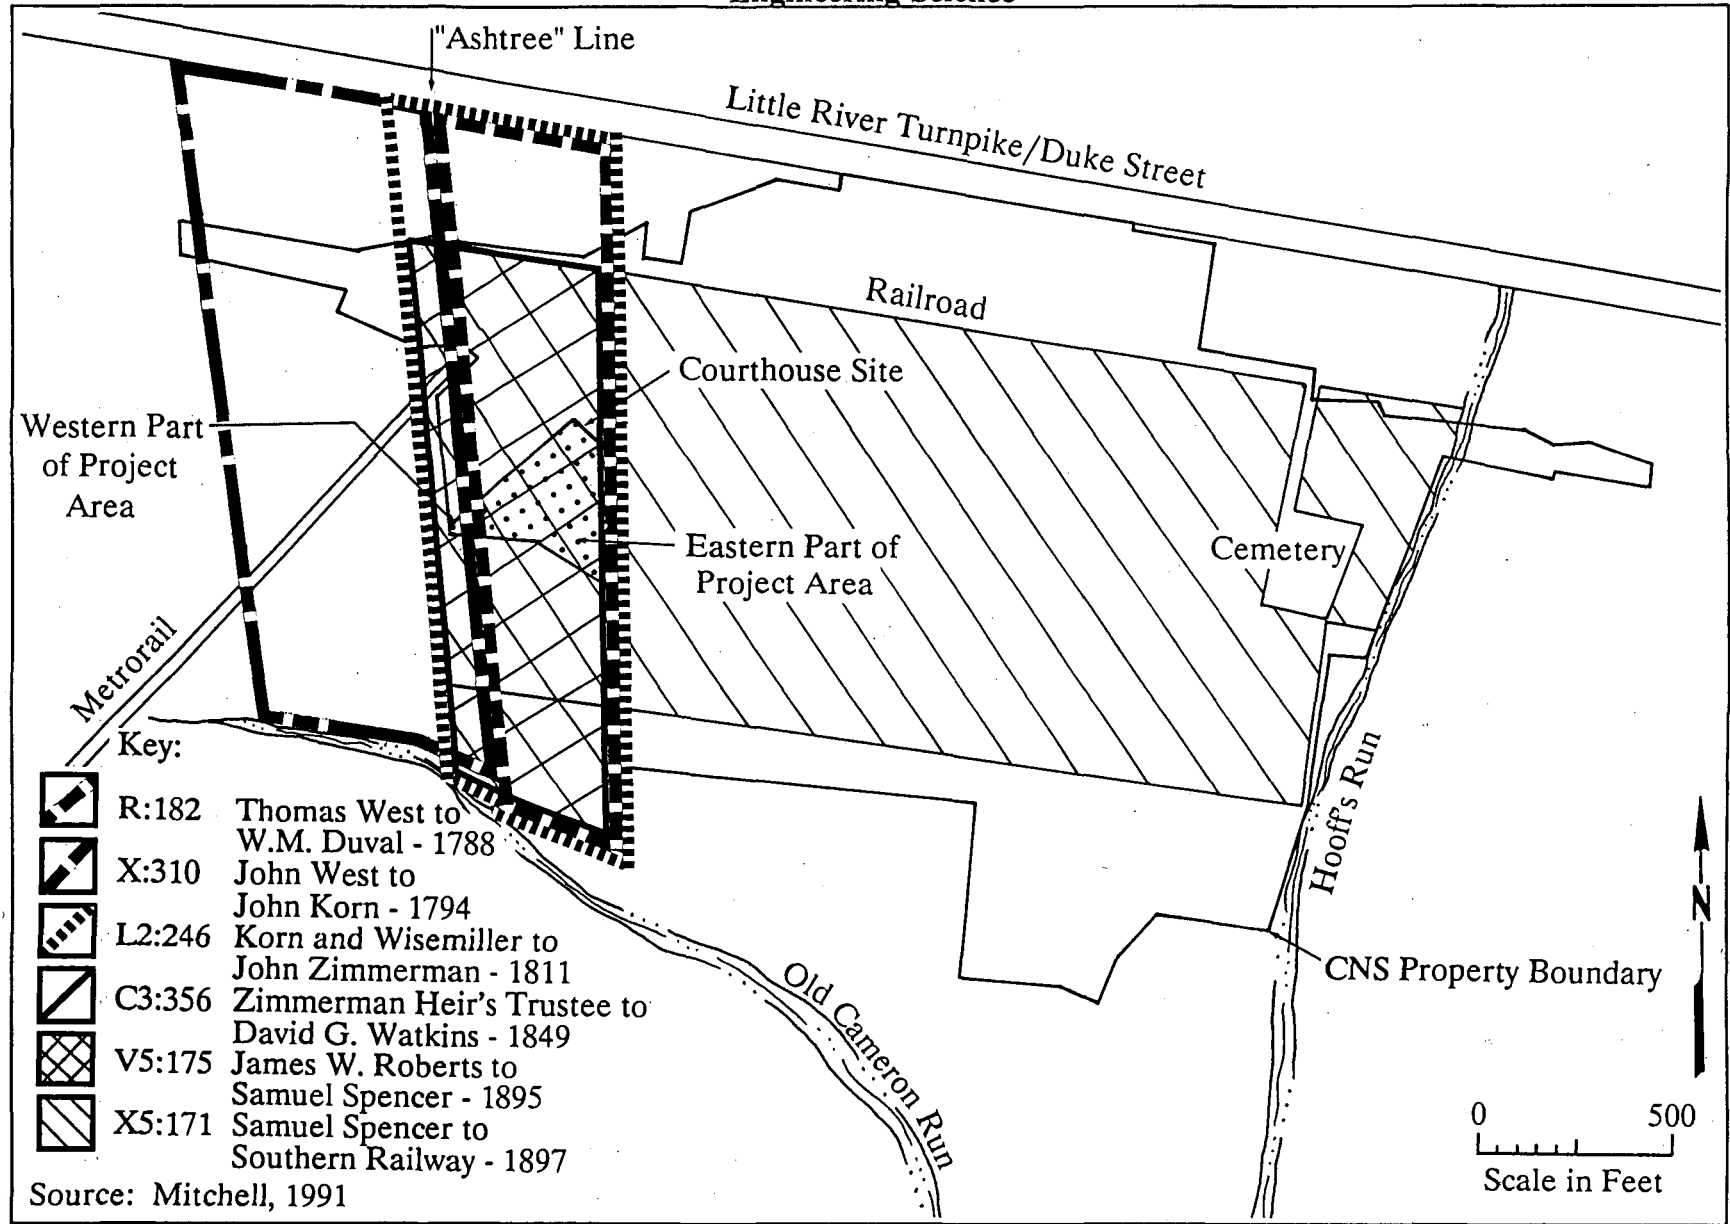 Engineering Science
"Ashtree" Line
Little River Turnpike/Duke Street
Railroad
Courthouse Site
Western Part
of Project
Area
Eastern Part of
Project Area
Cemetery
Metrorail
Hooff's Run
CNS Property Boundary
Old Cameron Run
N
Key:
R:182 Thomas West to
W.M. Duval - 1788
X:310 John West to
John Korn - 1794
L2:246 Korn and Wisemiller to
John Zimmerman - 1811
C3:356 Zimmerman Heir's Trustee to
David G. Watkins - 1849
V5:175 James W. Roberts to
Samuel Spencer - 1895
X5:171 Samuel Spencer to
Southern Railway - 1897
Source: Mitchell, 1991
0 500
Scale in Feet